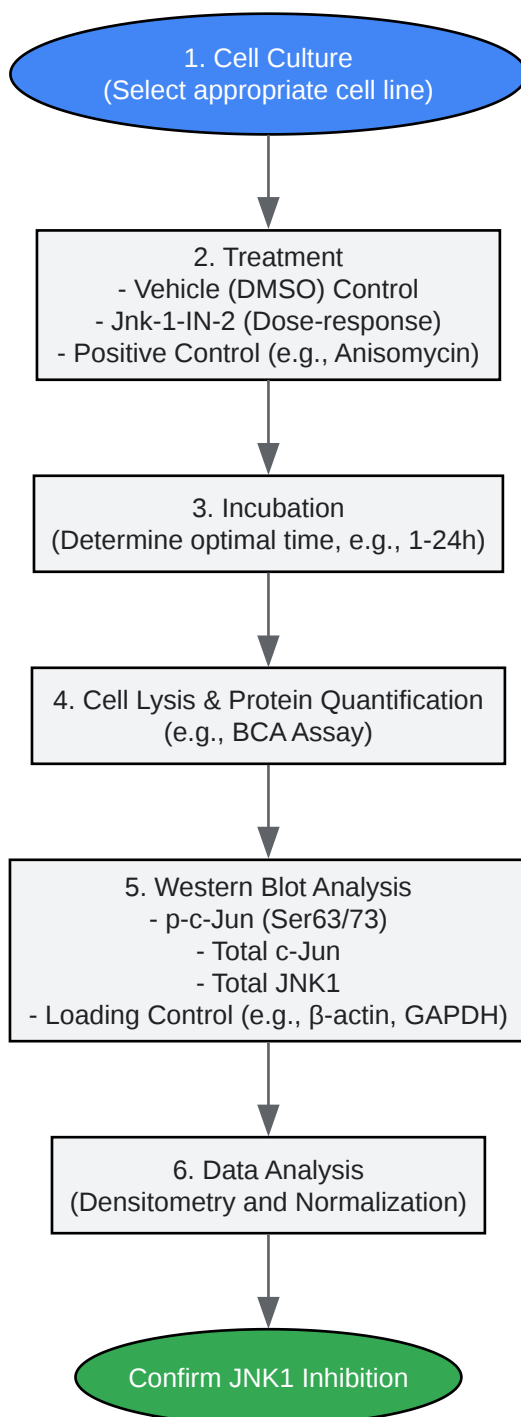 1. Cell Culture
(Select appropriate cell line)
2. Treatment
- Vehicle (DMSO) Control
- Jnk-1-IN-2 (Dose-response)
- Positive Control (e.g., Anisomycin)
3. Incubation
(Determine optimal time, e.g., 1-24h)
4. Cell Lysis & Protein Quantification
(e.g., BCA Assay)
5. Western Blot Analysis
- p-c-Jun (Ser63/73)
- Total c-Jun
- Total JNK1
- Loading Control (e.g., β-actin, GAPDH)
6. Data Analysis
(Densitometry and Normalization)
Confirm JNK1 Inhibition